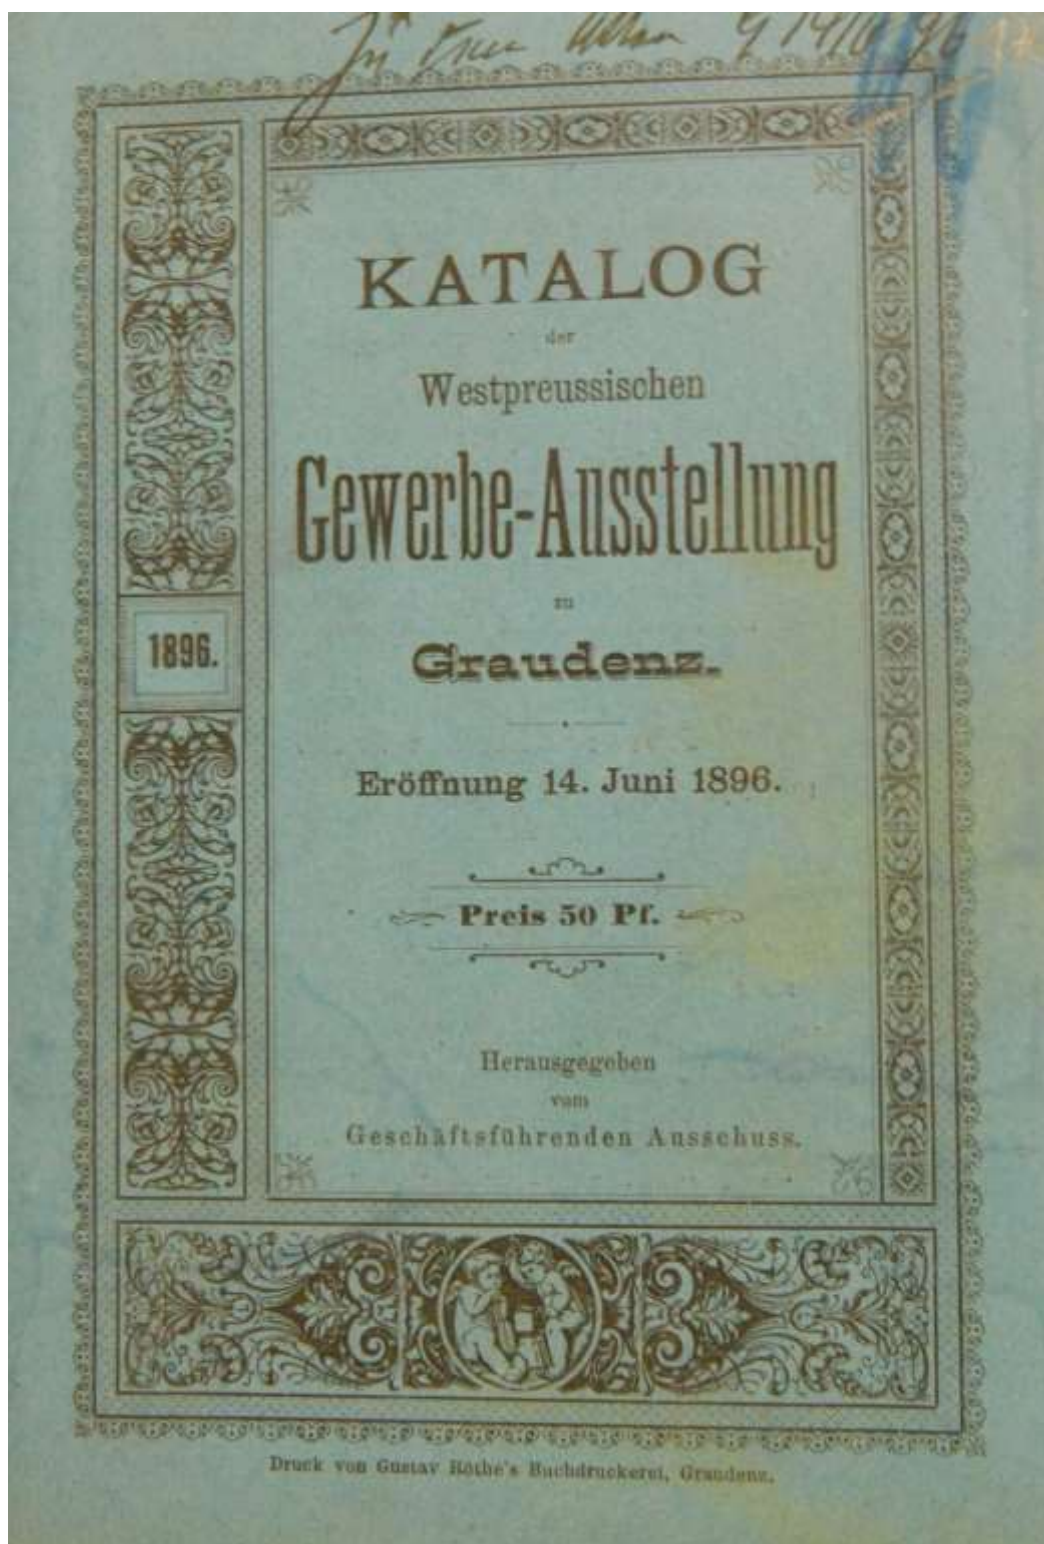 KATALOG
der
Westpreussischen
Gewerbe-Ausstellung
zu
Graudenz.
1896.
Eröffnung 14. Juni 1896.
Preis 50 Pf.
Herausgegeben
vom
Geschäftsführenden Ausschuss.
Druck von Gustav Röthe's Buchdruckerei, Graudenz.